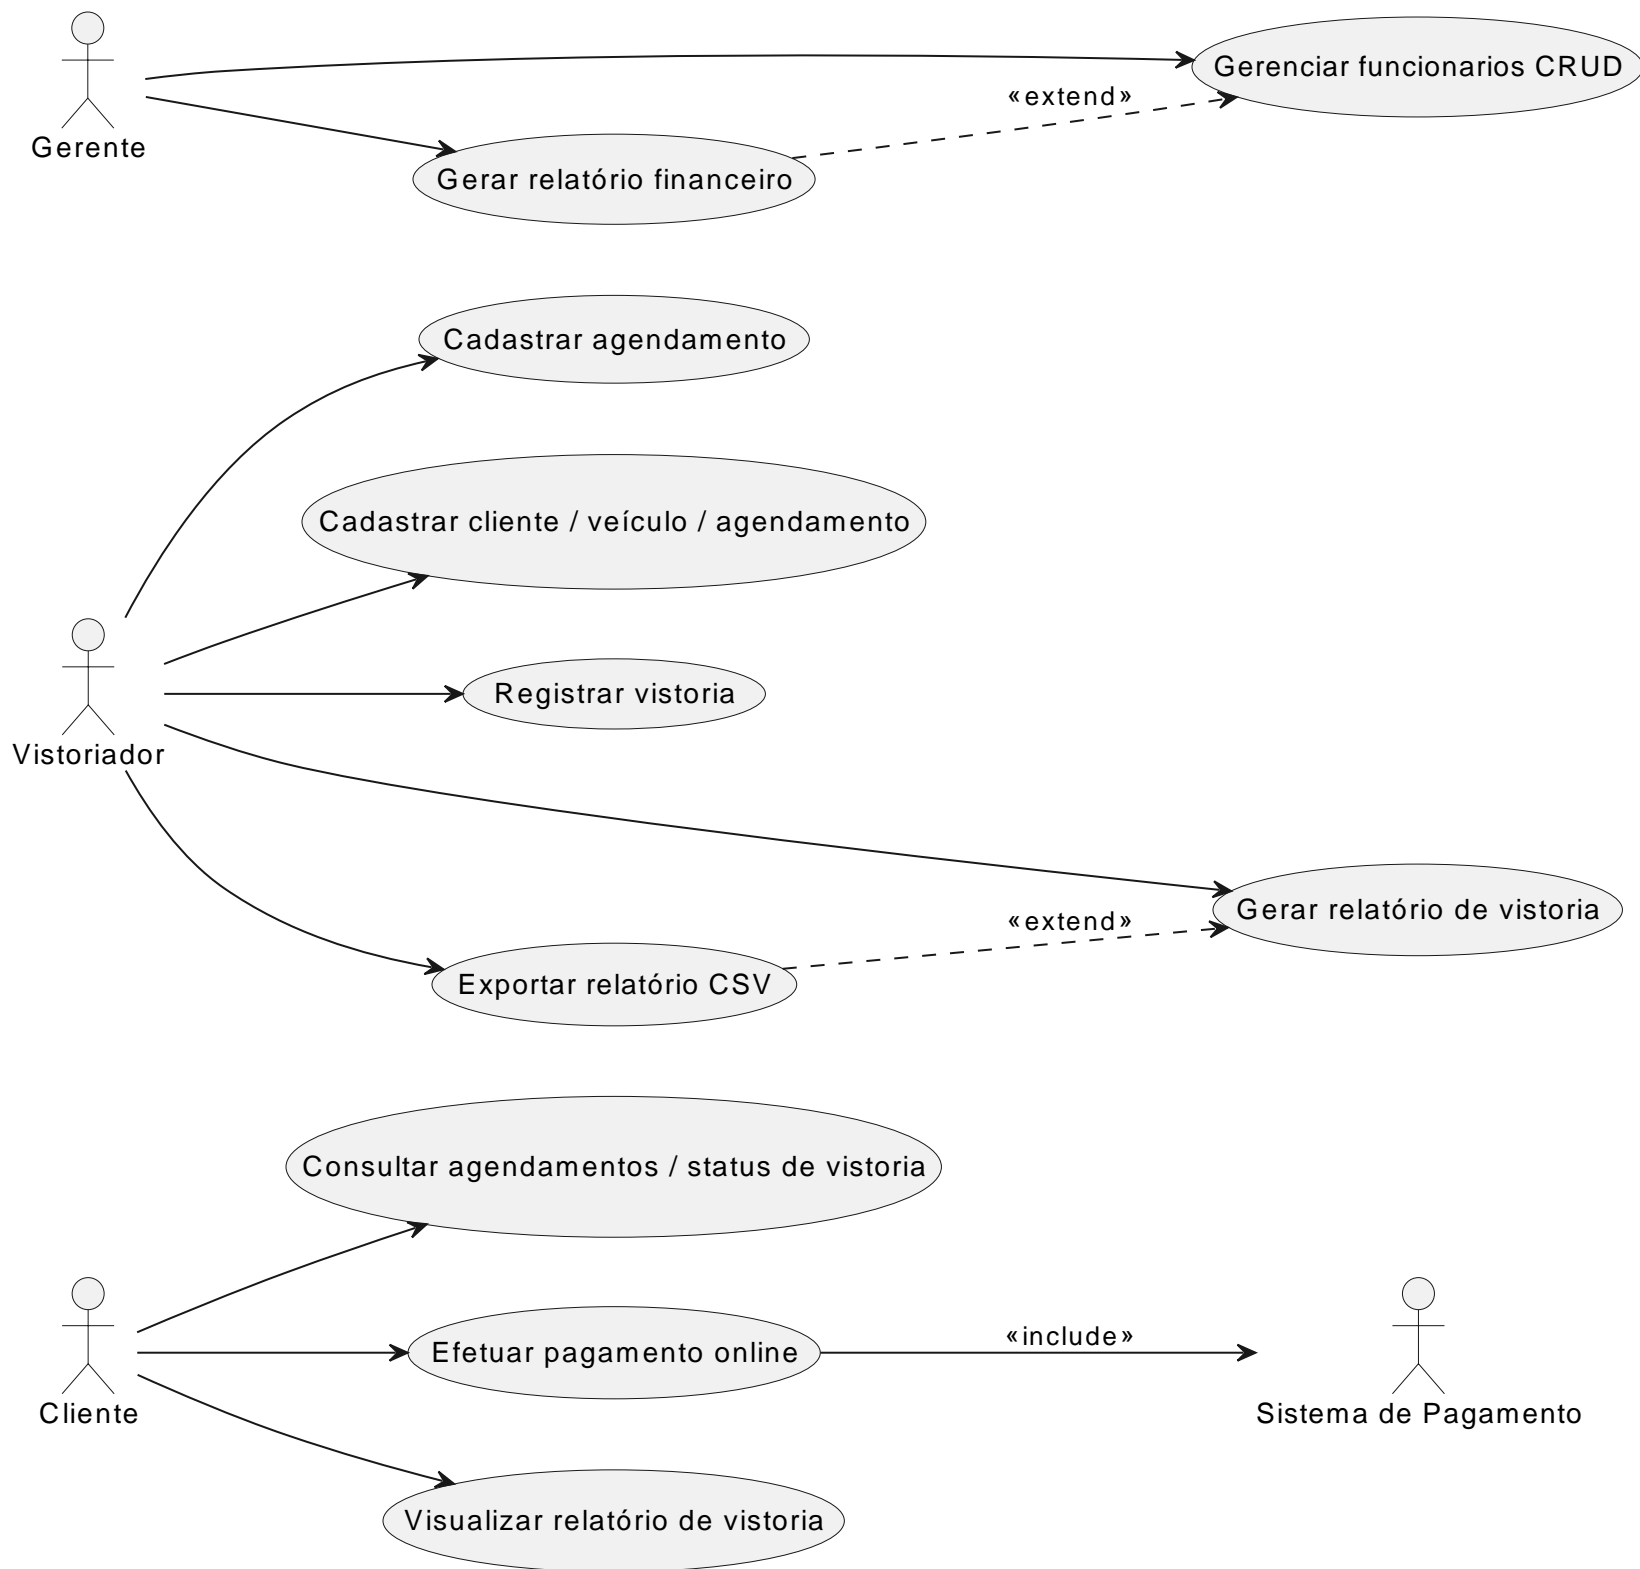 Gerente
Gerenciar funcionarios CRUD
«extend»
Gerar relatório financeiro
Cadastrar agendamento
Cadastrar cliente / veículo / agendamento
Registrar vistoria
Vistoriador
Gerar relatório de vistoria
«extend»
Exportar relatório CSV
Consultar agendamentos / status de vistoria
Efetuar pagamento online
«include»
Cliente
Sistema de Pagamento
Visualizar relatório de vistoria